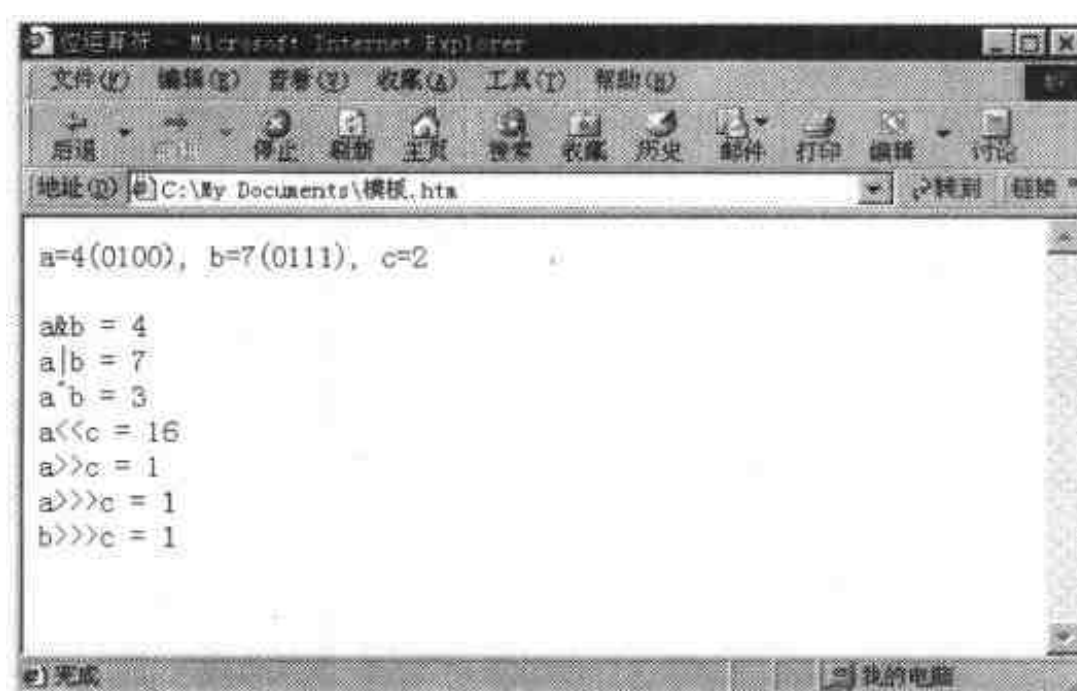 位运算符 - Microsoft Internet Explorer
文件(F) 编辑(E) 查看(V) 收藏(A) 工具(T) 帮助(H)
后退 停止 刷新 主页 搜索 收藏 历史 邮件 打印 编辑 讨论
地址(D) C:\My Documents\模板.htm 转到 链接 »
a=4(0100), b=7(0111), c=2
a&b = 4
a|b = 7
a^b = 3
a<<c = 16
a>>c = 1
a>>>c = 1
b>>>c = 1
完成 我的电脑